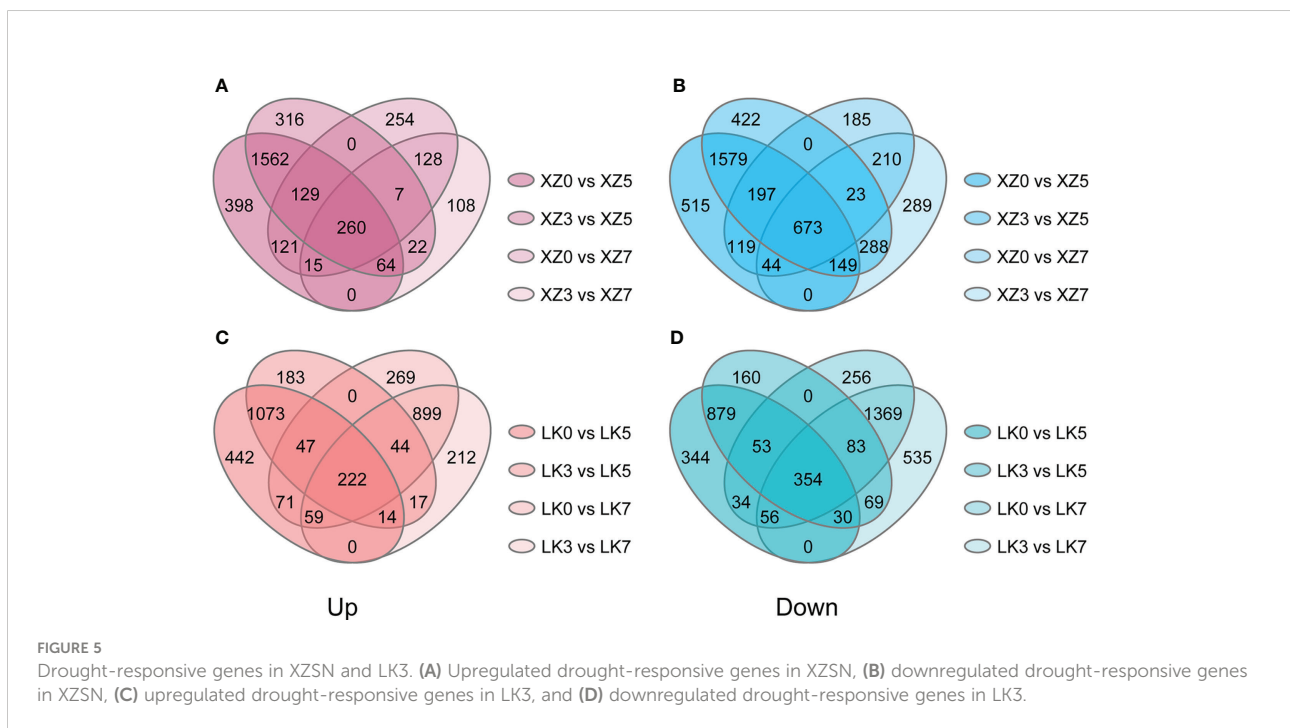 A
316
254
0
1562
128
129
7
398
108
260
121
22
15
64
0
XZ0 vs XZ5
XZ3 vs XZ5
XZ0 vs XZ7
XZ3 vs XZ7
B
422
185
0
1579
210
197
23
515
289
673
119
288
44
149
0
XZ0 vs XZ5
XZ3 vs XZ5
XZ0 vs XZ7
XZ3 vs XZ7
C
183
269
0
1073
899
47
44
442
212
222
71
17
59
14
0
LK0 vs LK5
LK3 vs LK5
LK0 vs LK7
LK3 vs LK7
D
160
256
0
879
1369
53
83
344
535
354
34
69
56
30
0
LK0 vs LK5
LK3 vs LK5
LK0 vs LK7
LK3 vs LK7
Up
Down
FIGURE 5
Drought-responsive genes in XZSN and LK3. (A) Upregulated drought-responsive genes in XZSN, (B) downregulated drought-responsive genes
in XZSN, (C) upregulated drought-responsive genes in LK3, and (D) downregulated drought-responsive genes in LK3.